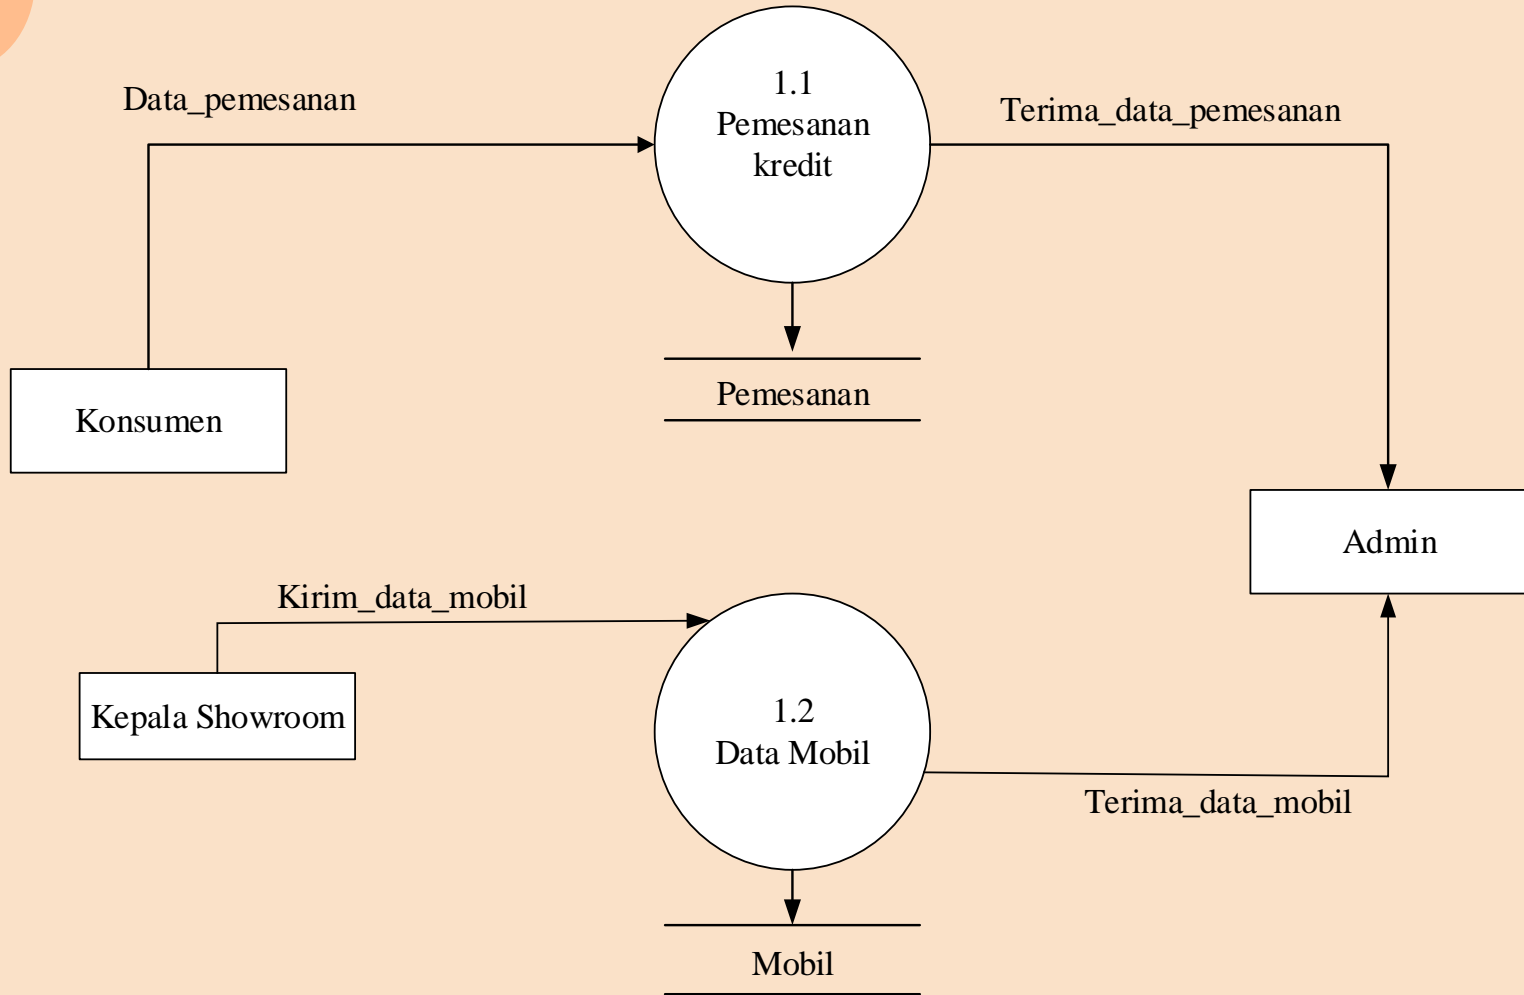 Data_pemesanan
1.1
Pemesanan
kredit
Terima_data_pemesanan
Pemesanan
Konsumen
Admin
Kirim_data_mobil
Kepala Showroom
1.2
Data Mobil
Terima_data_mobil
Mobil